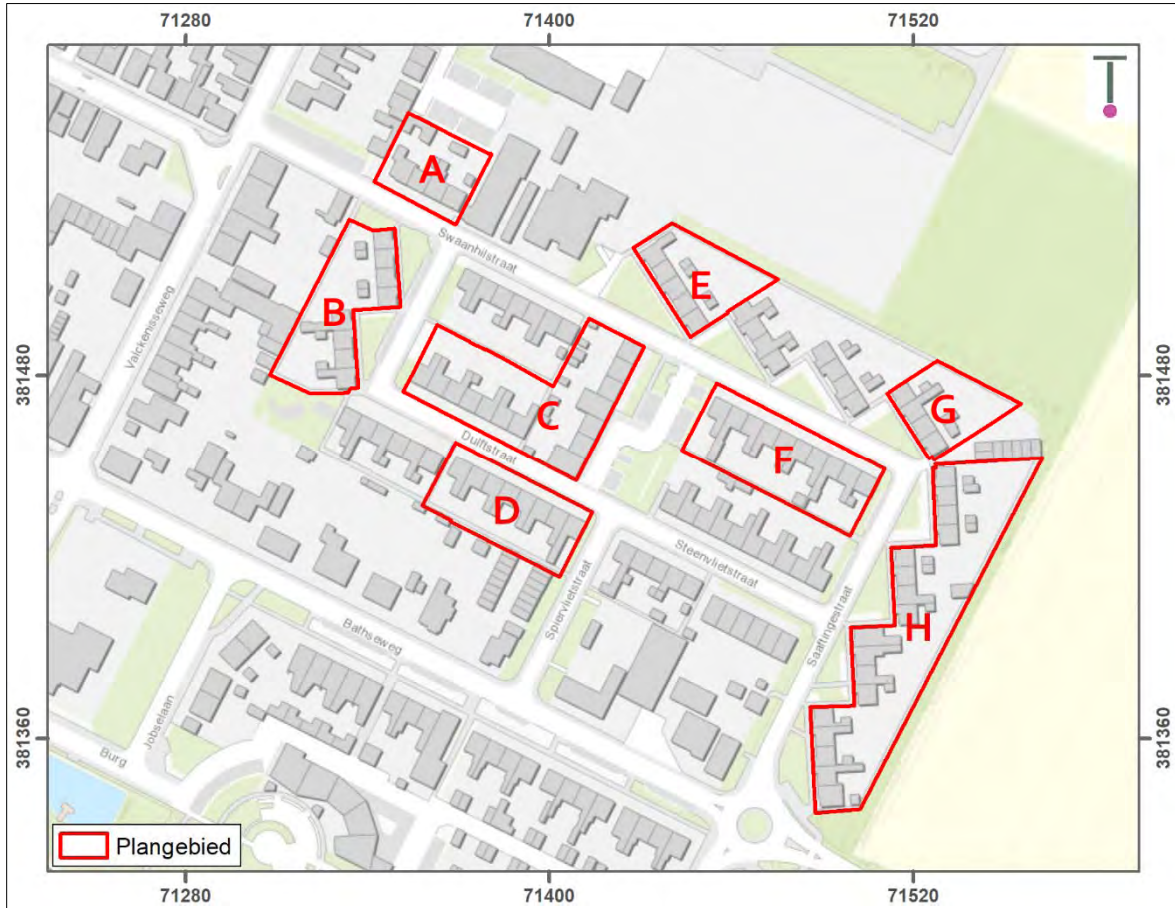 71280
71400
71520
A
Swaanhilstraat
B
E
Valckenisseweg
381480
381480
C
G
Dulftstraat
F
D
Steenvlietstraat
Spiervlietstraat
Saaftingestraat
H
Bathseweg
Jobselaan
381360
381360
Burg
Plangebied
71280
71400
71520